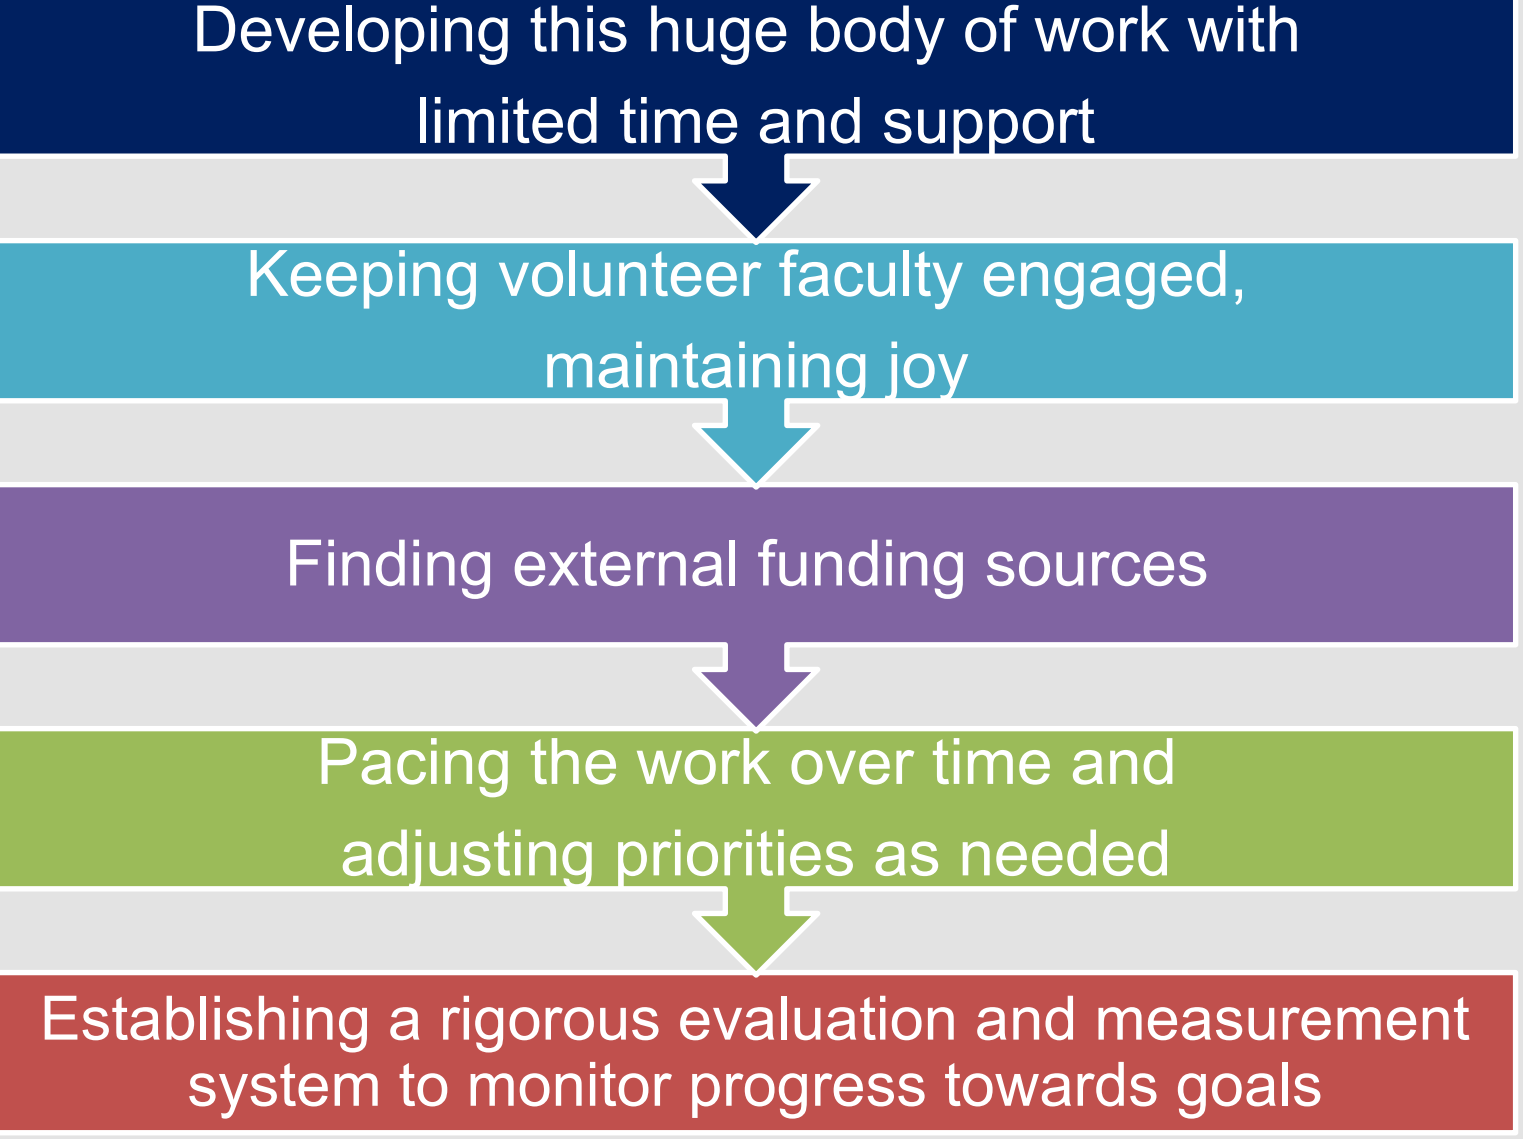 Developing this huge body of work with
limited time and support
Keeping volunteer faculty engaged,
maintaining joy
Finding external funding sources
Pacing the work over time and
adjusting priorities as needed
Establishing a rigorous evaluation and measurement
system to monitor progress towards goals